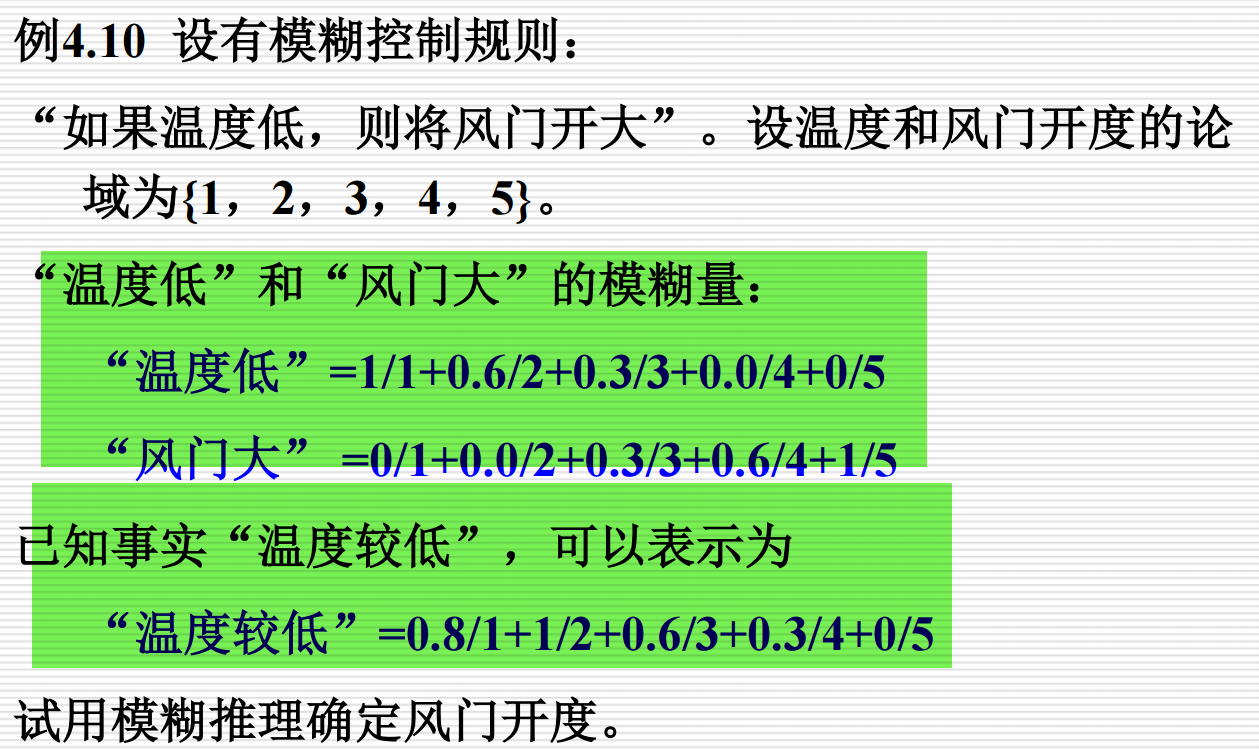 例4.10 设有模糊控制规则：
“如果温度低，则将风门开大”。设温度和风门开度的论
域为{1，2，3，4，5}。
“温度低”和“风门大”的模糊量：
“温度低”=1/1+0.6/2+0.3/3+0.0/4+0/5
“风门大” =0/1+0.0/2+0.3/3+0.6/4+1/5
已知事实“温度较低”，可以表示为
“温度较低”=0.8/1+1/2+0.6/3+0.3/4+0/5
试用模糊推理确定风门开度。